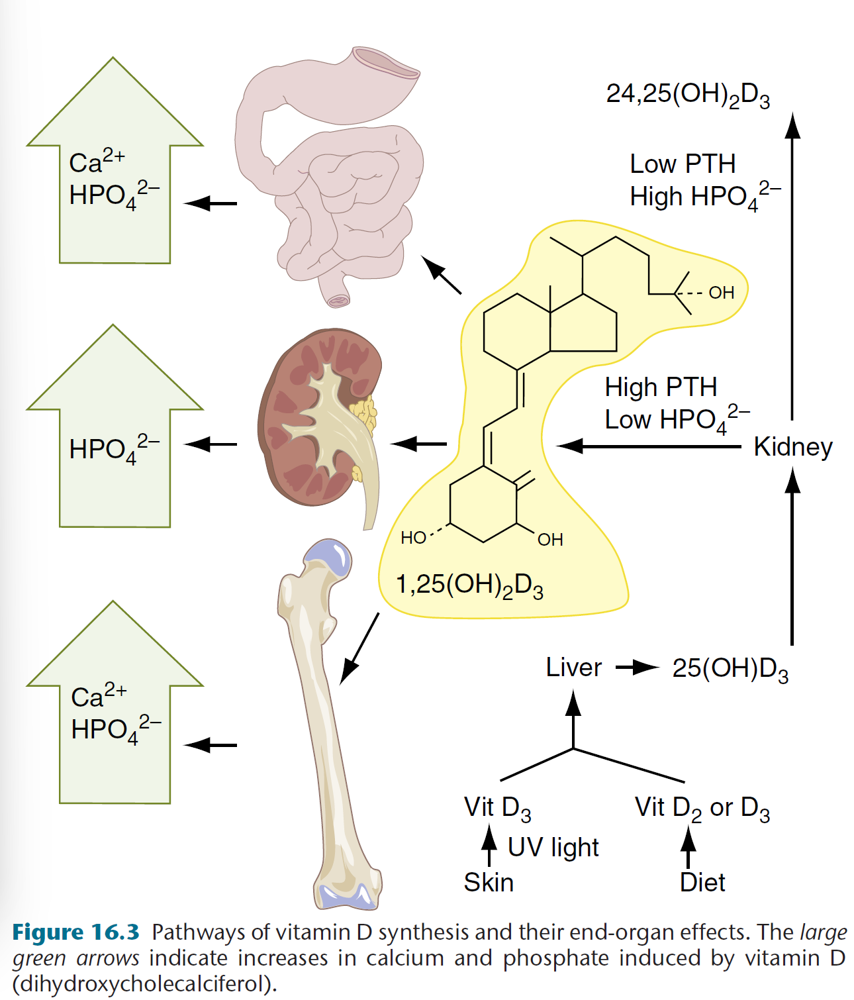 Ca²⁺
HPO₄²⁻
24,25(OH)₂D₃
Low PTH
High HPO₄²⁻
OH
High PTH
Low HPO₄²⁻
Kidney
HPO₄²⁻
HO
OH
1,25(OH)₂D₃
Ca²⁺
HPO₄²⁻
Liver
25(OH)D₃
Vit D₃
Vit D₂ or D₃
UV light
Skin
Diet
Figure 16.3 Pathways of vitamin D synthesis and their end-organ effects. The large
green arrows indicate increases in calcium and phosphate induced by vitamin D
(dihydroxycholecalciferol).